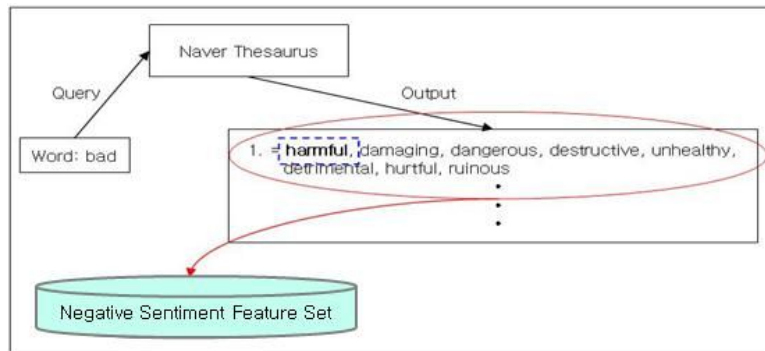 Naver Thesaurus
Query
Output
Word: bad
1. = harmful, damaging, dangerous, destructive, unhealthy,
detrimental, hurtful, ruinous
Negative Sentiment Feature Set